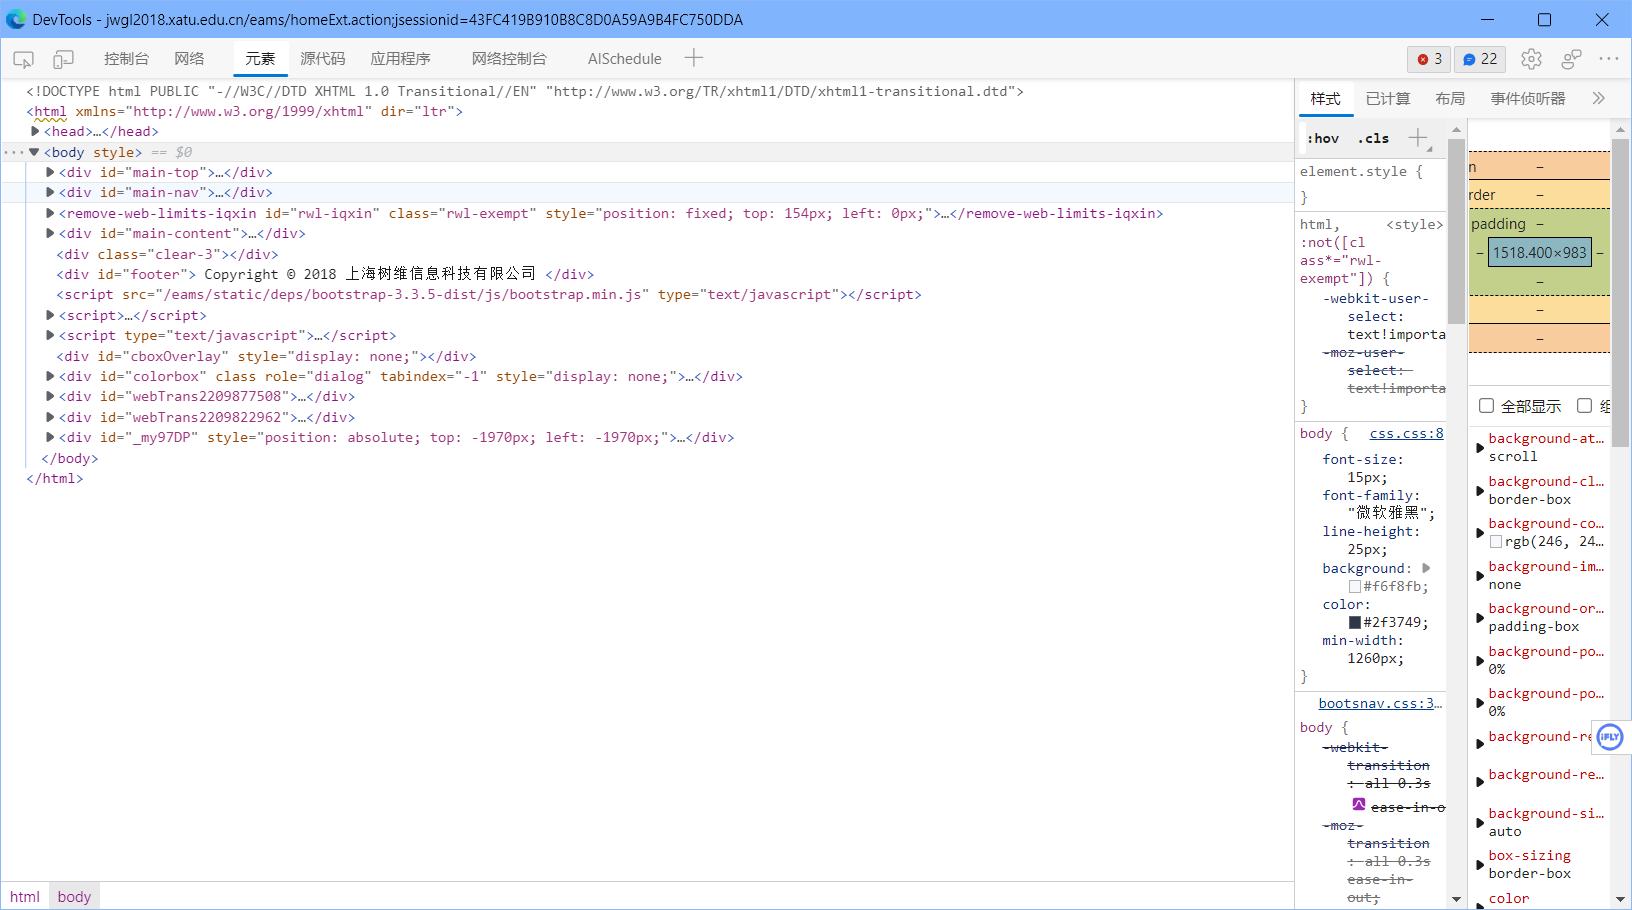 DevTools - jwgl2018.xatu.edu.cn/eams/homeExt.action;jsessionid=43FC419B910B8C8D0A59A9B4FC750DDA
控制台 网络 元素 源代码 应用程序 网络控制台 AISchedule 3 22
<!DOCTYPE html PUBLIC "-//W3C//DTD XHTML 1.0 Transitional//EN" "http://www.w3.org/TR/xhtml1/DTD/xhtml1-transitional.dtd">
<html xmlns="http://www.w3.org/1999/xhtml" dir="ltr">
<head>…</head>
<body style> == $0
<div id="main-top">…</div>
<div id="main-nav">…</div>
<remove-web-limits-iqxin id="rwl-iqxin" class="rwl-exempt" style="position: fixed; top: 154px; left: 0px;">…</remove-web-limits-iqxin>
<div id="main-content">…</div>
<div class="clear-3"></div>
<div id="footer"> Copyright © 2018 上海树维信息科技有限公司 </div>
<script src="/eams/static/deps/bootstrap-3.3.5-dist/js/bootstrap.min.js" type="text/javascript"></script>
<script>…</script>
<script type="text/javascript">…</script>
<div id="cboxOverlay" style="display: none;"></div>
<div id="colorbox" class role="dialog" tabindex="-1" style="display: none;">…</div>
<div id="webTrans2209877508">…</div>
<div id="webTrans2209822962">…</div>
<div id="_my97DP" style="position: absolute; top: -1970px; left: -1970px;">…</div>
</body>
</html>
html body
样式 已计算 布局 事件侦听器
:hov .cls
element.style {
}
html, <style>
:not([cl
ass*="rwl-
exempt"]) {
-webkit-user-
select:
text!importa
-moz-user-
select:
text!importa
}
body { css.css:8
font-size:
15px;
font-family:
"微软雅黑";
line-height:
25px;
background:
#f6f8fb;
color:
#2f3749;
min-width:
1260px;
}
bootsnav.css:3…
body {
-webkit-
transition
: all 0.3s
ease-in-o
-moz-
transition
: all 0.3s
ease-in-
out;
n –
rder –
padding –
– 1518.400×983 –
–
–
–
全部显示 组
background-at…
scroll
background-cl…
border-box
background-co…
rgb(246, 24…
background-im…
none
background-or…
padding-box
background-po…
0%
background-po…
0%
background-re
iFLY
background-re…
background-si…
auto
box-sizing
border-box
color